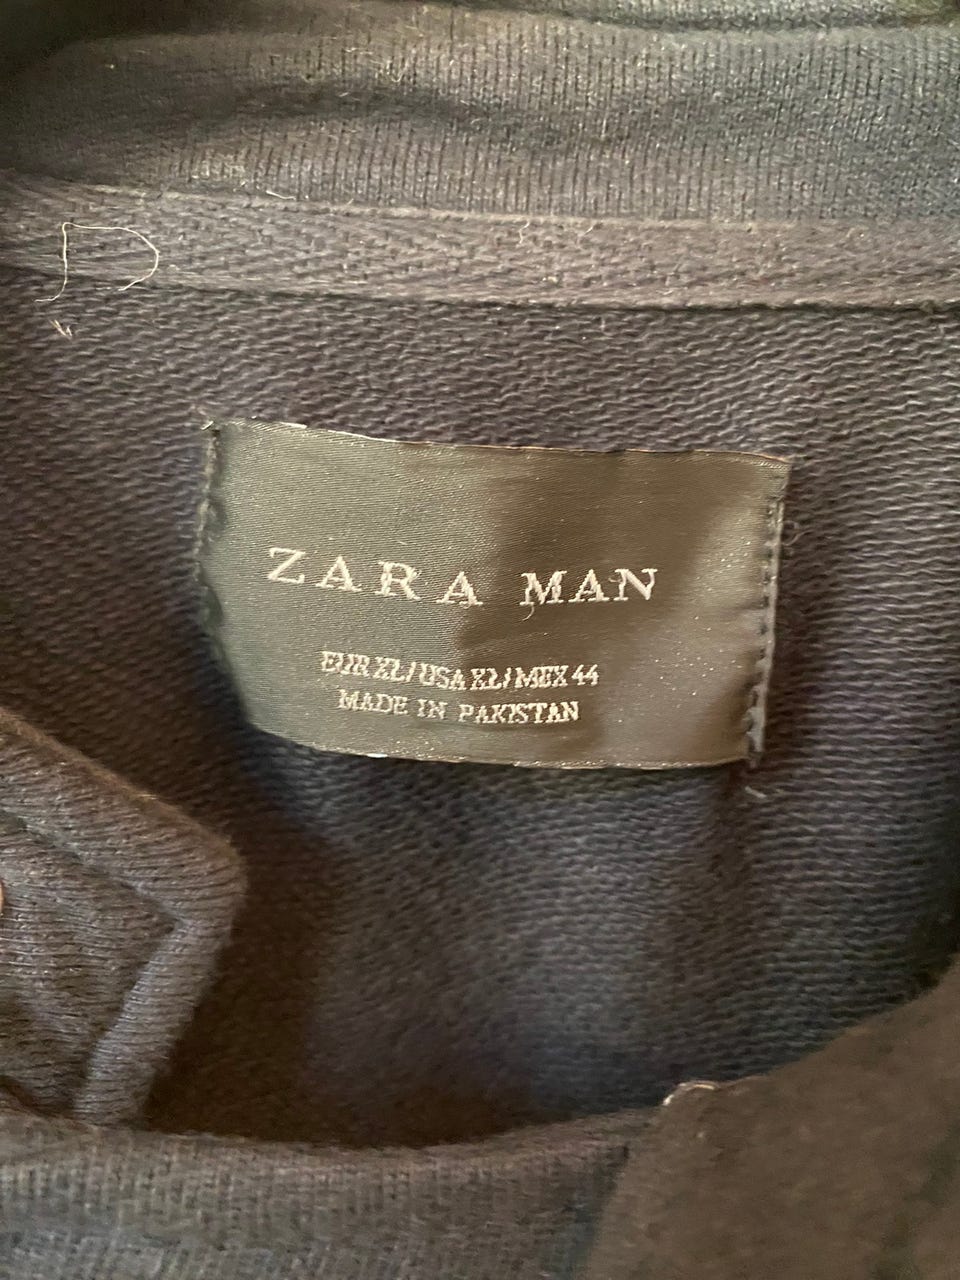 ZARA MAN
EUR XL/USA XL/MEX 44
MADE IN PAKISTAN